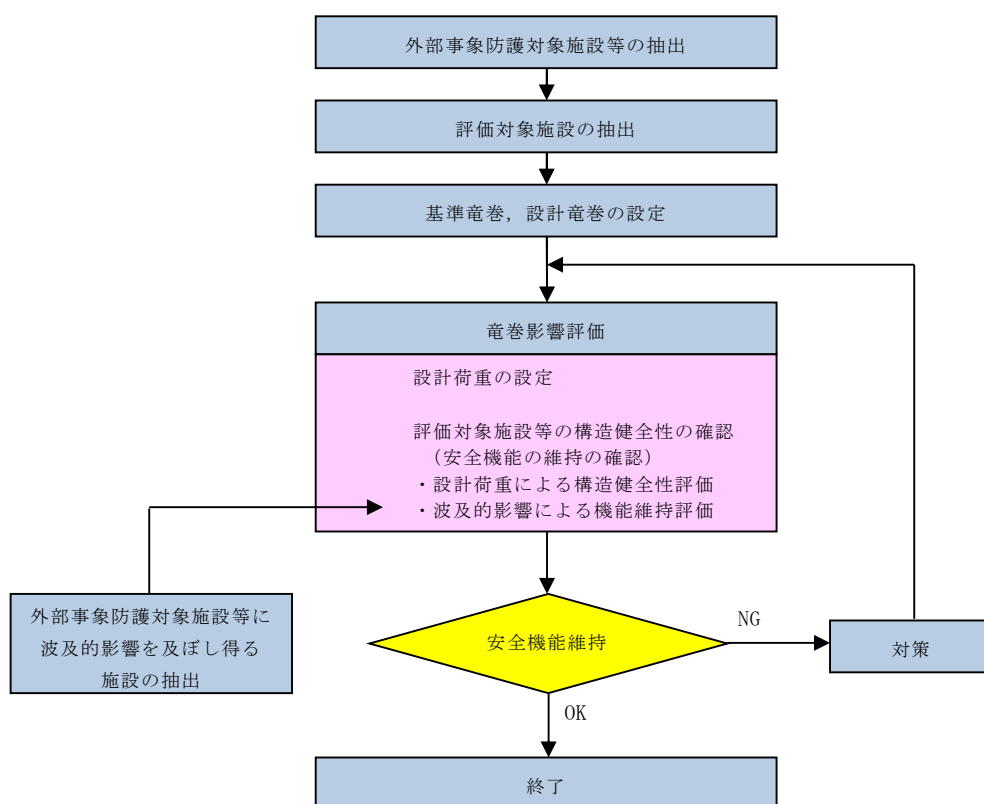 外部事象防護対象施設等の抽出
評価対象施設の抽出
基準竜巻，設計竜巻の設定
竜巻影響評価
設計荷重の設定
評価対象施設等の構造健全性の確認
（安全機能の維持の確認）
・設計荷重による構造健全性評価
・波及的影響による機能維持評価
外部事象防護対象施設等に
波及的影響を及ぼし得る
施設の抽出
安全機能維持
NG
対策
OK
終了